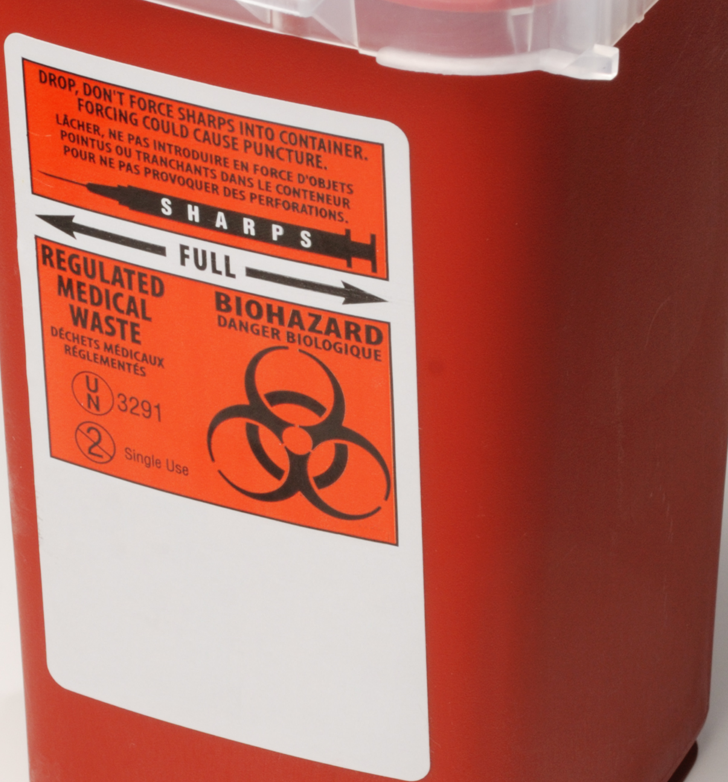 DROP, DON'T FORCE SHARPS INTO CONTAINER.
FORCING COULD CAUSE PUNCTURE.
LÂCHER, NE PAS INTRODUIRE EN FORCE D'OBJETS
POINTUS OU TRANCHANTS DANS LE CONTENEUR
POUR NE PAS PROVOQUER DES PERFORATIONS.
SHARPS
FULL
REGULATED
MEDICAL
WASTE
DÉCHETS MÉDICAUX
RÉGLEMENTÉS
UN 3291
2 Single Use
BIOHAZARD
DANGER BIOLOGIQUE